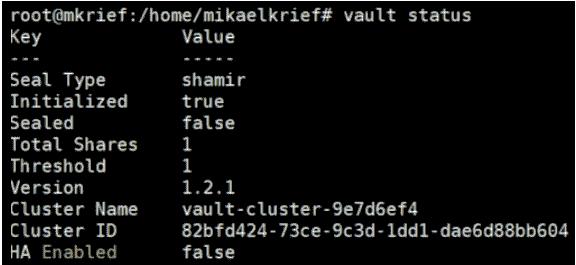 root@mkrief:/home/mikaelkrief# vault status
Key Value
--- -----
Seal Type shamir
Initialized true
Sealed false
Total Shares 1
Threshold 1
Version 1.2.1
Cluster Name vault-cluster-9e7d6ef4
Cluster ID 82bfd424-73ce-9c3d-1dd1-dae6d88bb604
HA Enabled false